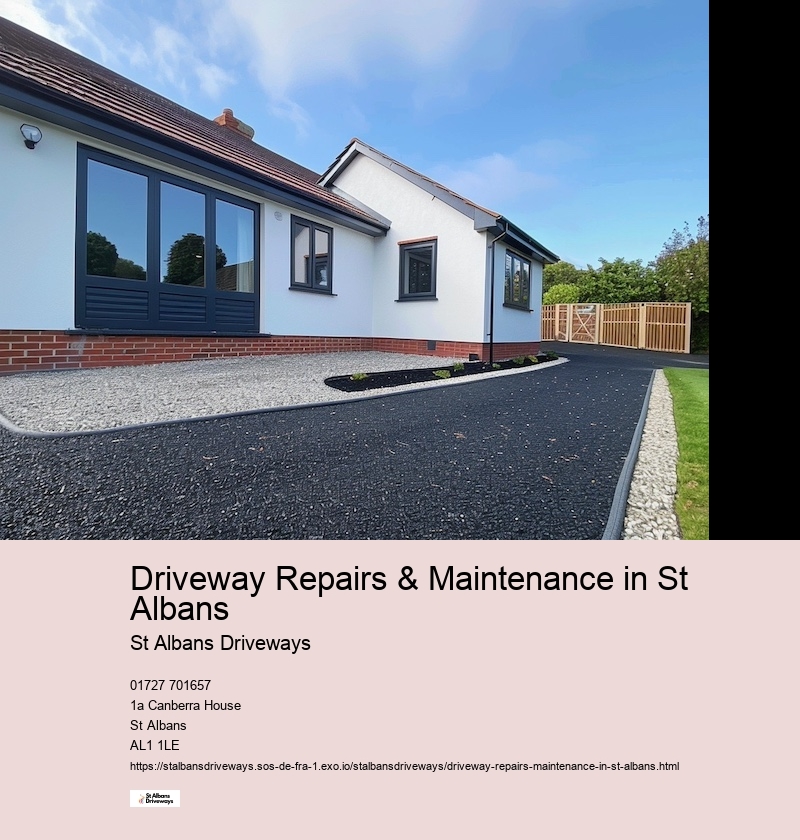 Driveway Repairs & Maintenance in St
Albans
St Albans Driveways
01727 701657
1a Canberra House
St Albans
AL1 1LE
https://stalbansdriveways.sos-de-fra-1.exo.io/stalbansdriveways/driveway-repairs-maintenance-in-st-albans.html
St Albans
Driveways